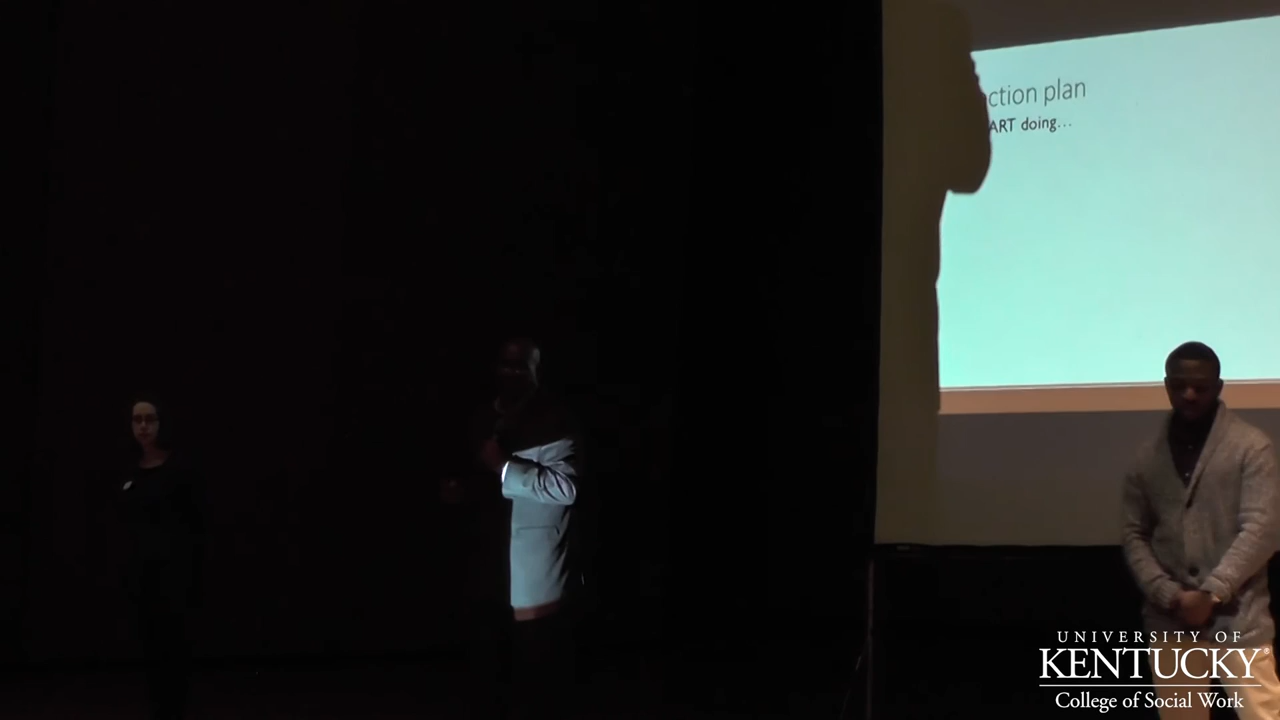 ction plan
ART doing...
UNIVERSITY OF
KENTUCKY®
College of Social Work